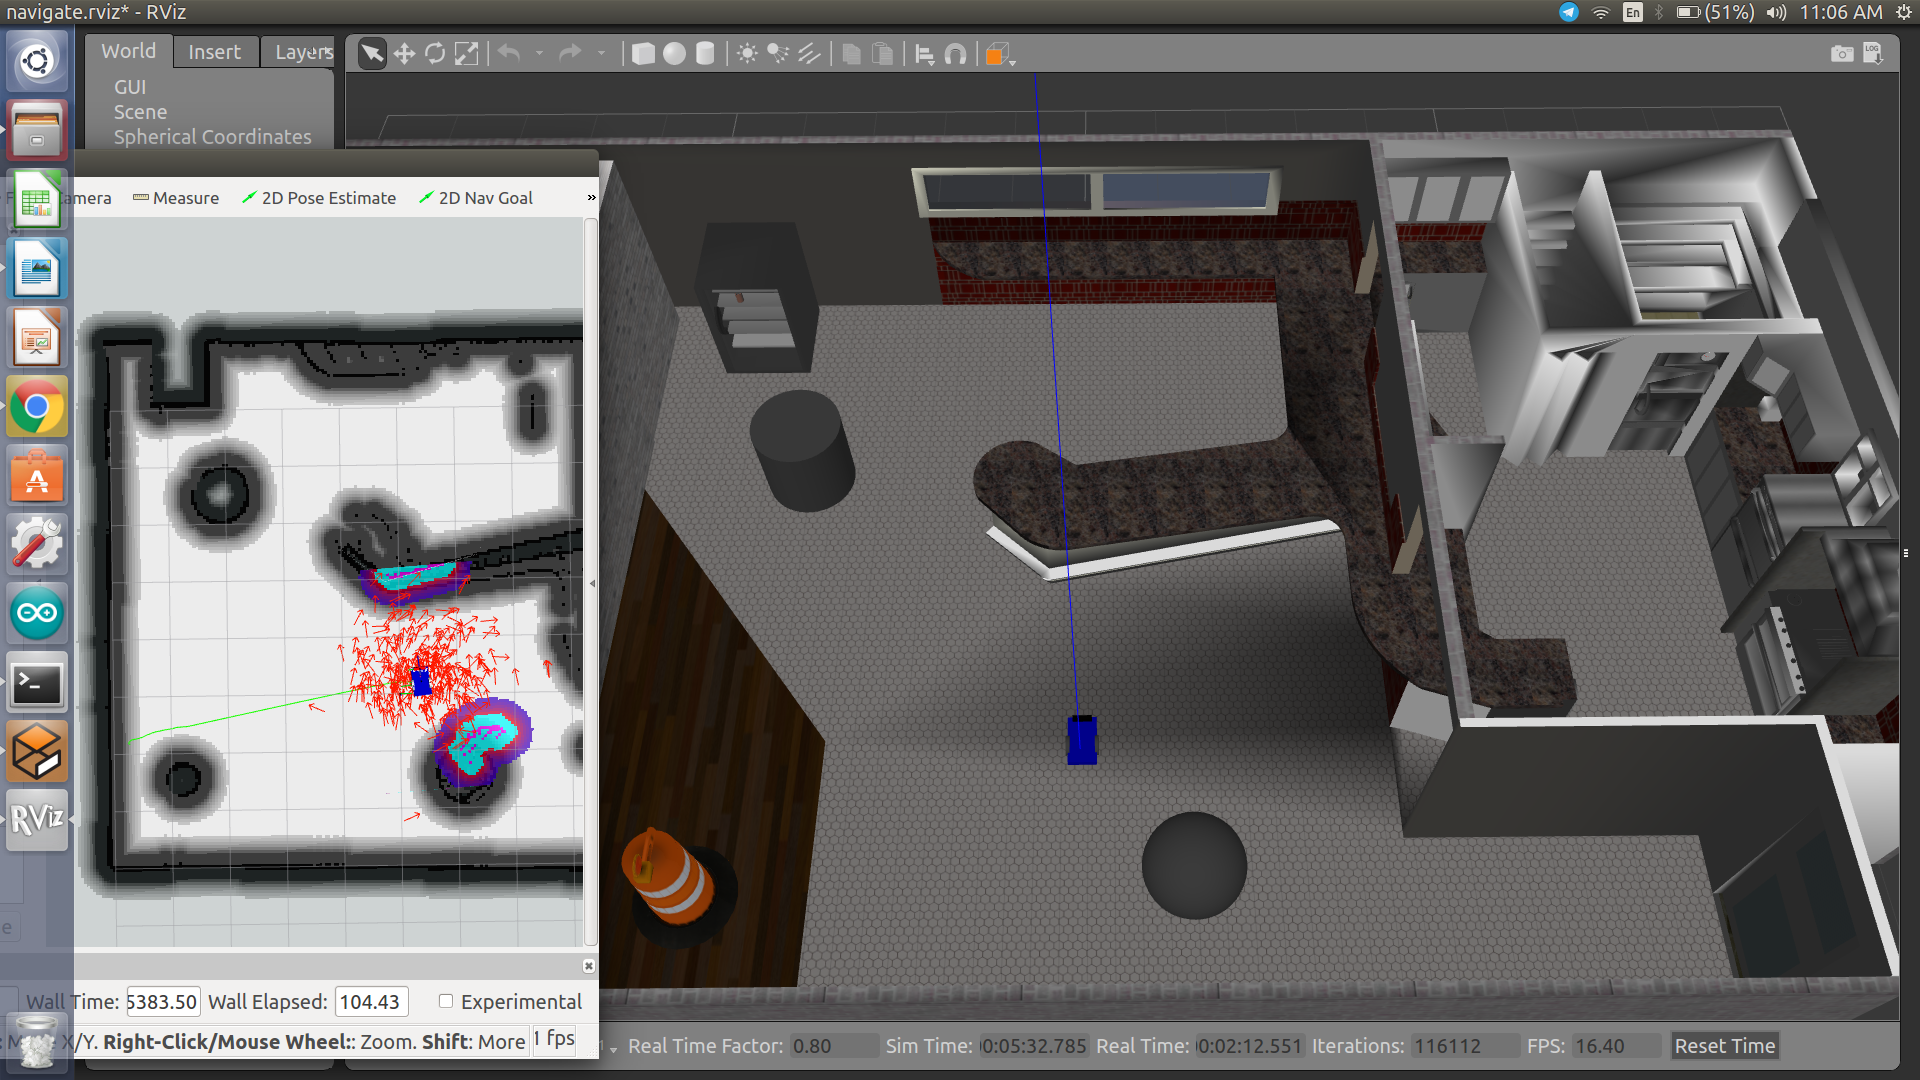 navigate.rviz* - RViz
En
(51%)
11:06 AM
World
Insert
Layers
LOG
GUI
Scene
Spherical Coordinates
amera
Measure
2D Pose Estimate
2D Nav Goal
»
RViz
e
Wall Time:
5383.50
Wall Elapsed:
104.43
Experimental
X/Y. Right-Click/Mouse Wheel:: Zoom. Shift: More
1 fps
Real Time Factor:
0.80
Sim Time:
0:05:32.785
Real Time:
0:02:12.551
Iterations:
116112
FPS:
16.40
Reset Time